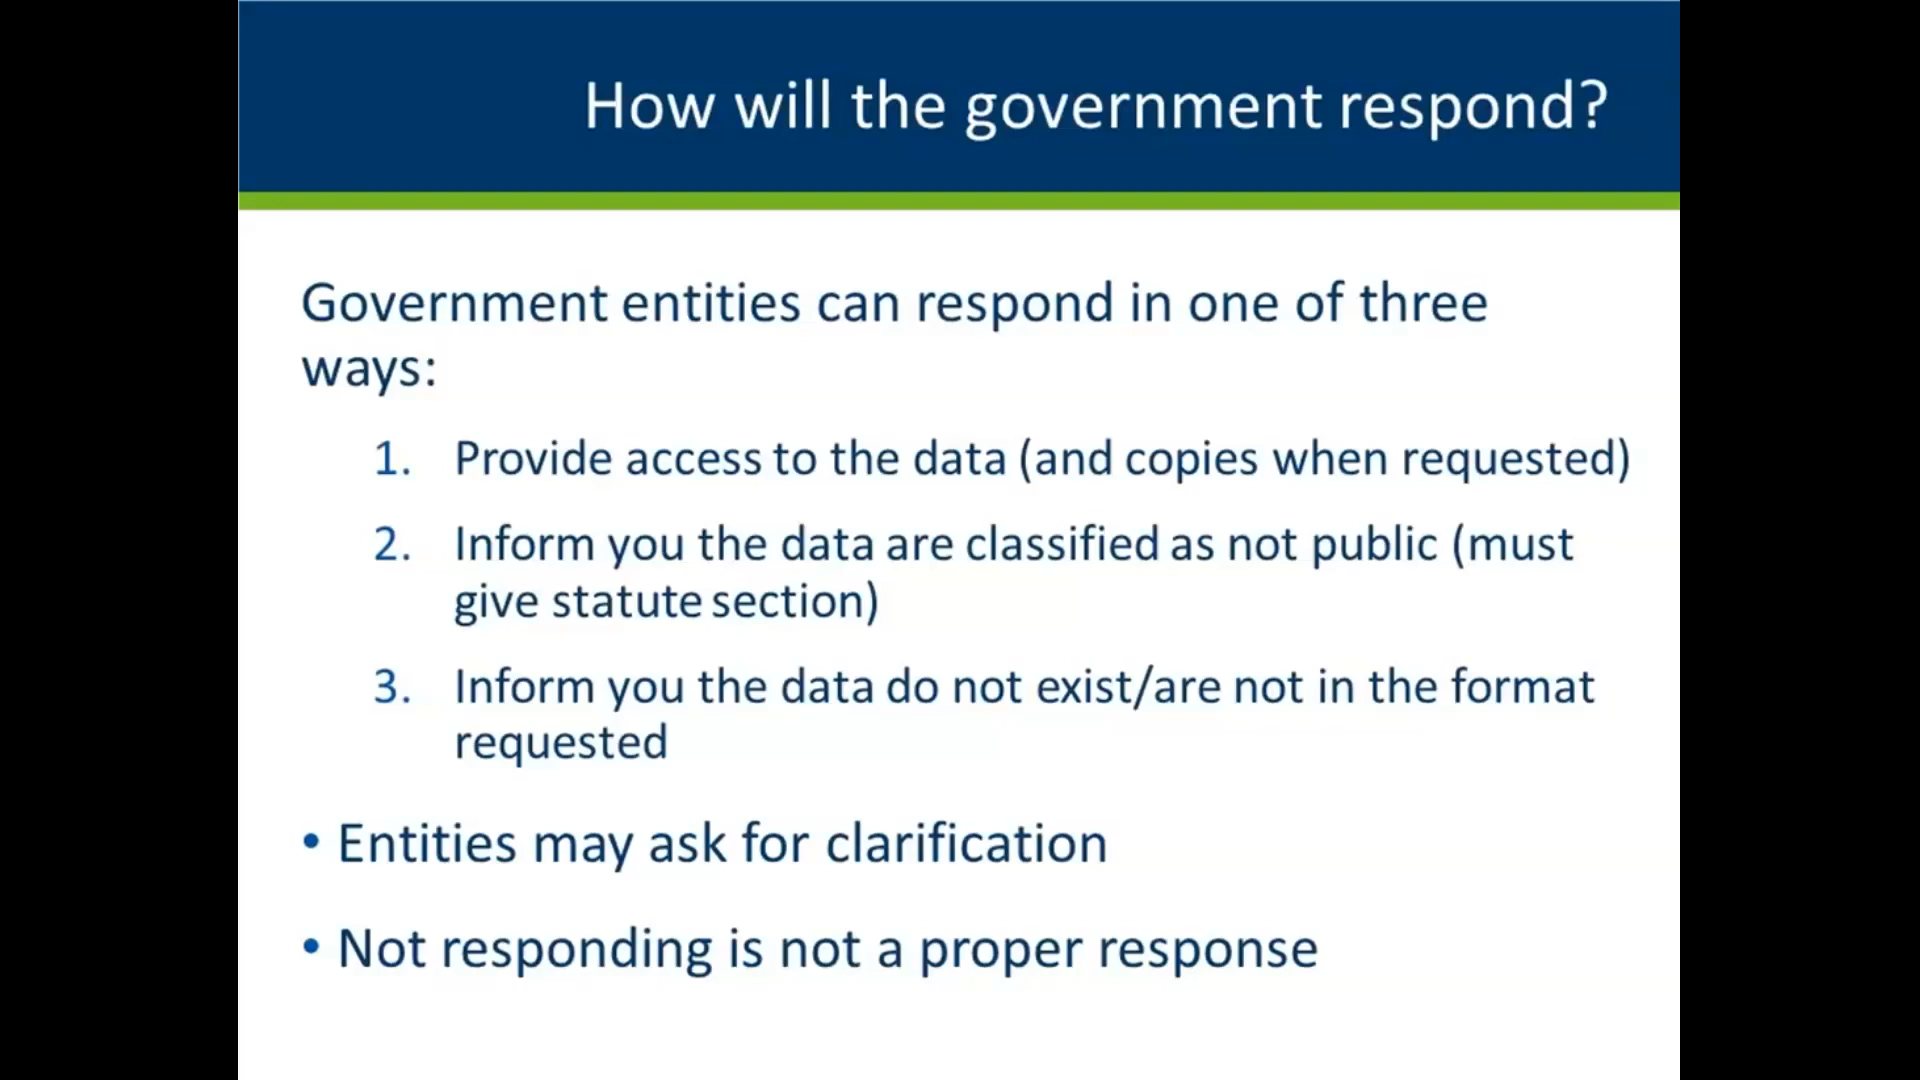 How will the government respond?
Government entities can respond in one of three
ways:
1. Provide access to the data (and copies when requested)
2. Inform you the data are classified as not public (must
give statute section)
3. Inform you the data do not exist/are not in the format
requested
• Entities may ask for clarification
• Not responding is not a proper response